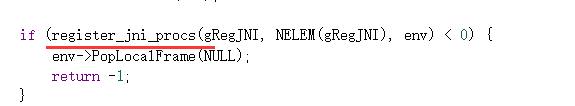 if (register_jni_procs(gRegJNI, NELEM(gRegJNI), env) < 0) {
    env->PopLocalFrame(NULL);
    return -1;
}